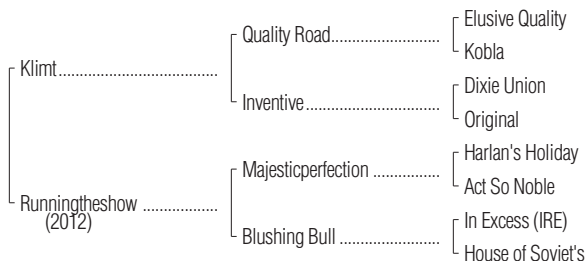 Elusive Quality
Quality Road
Kobla
Klimt
Dixie Union
Inventive
Original
Harlan's Holiday
Majesticperfection
Act So Noble
Runningtheshow
(2012)
In Excess (IRE)
Blushing Bull
House of Soviet's